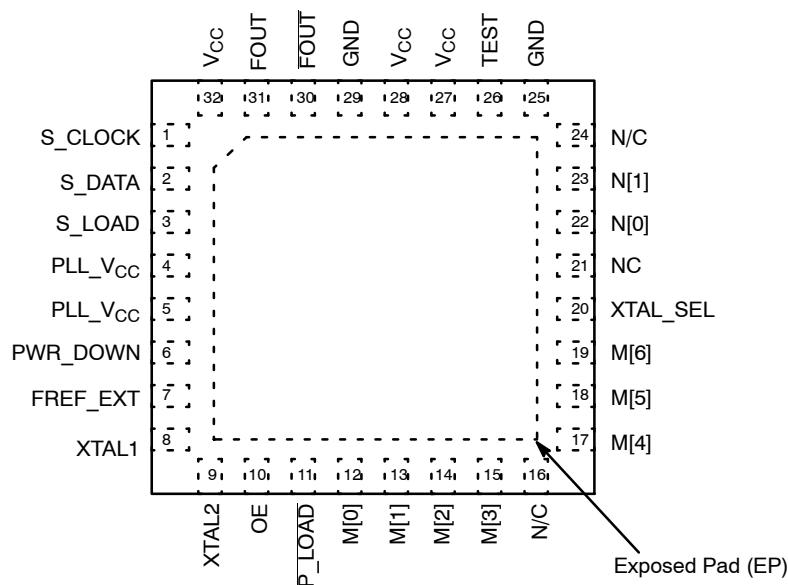 VCC
FOUT
FOUT
GND
VCC
VCC
TEST
GND
32
31
30
29
28
27
26
25
S_CLOCK 1
S_DATA 2
S_LOAD 3
PLL_VCC 4
PLL_VCC 5
PWR_DOWN 6
FREF_EXT 7
XTAL1 8
24 N/C
23 N[1]
22 N[0]
21 NC
20 XTAL_SEL
19 M[6]
18 M[5]
17 M[4]
9
10
11
12
13
14
15
16
XTAL2
OE
P_LOAD
M[0]
M[1]
M[2]
M[3]
N/C
Exposed Pad (EP)